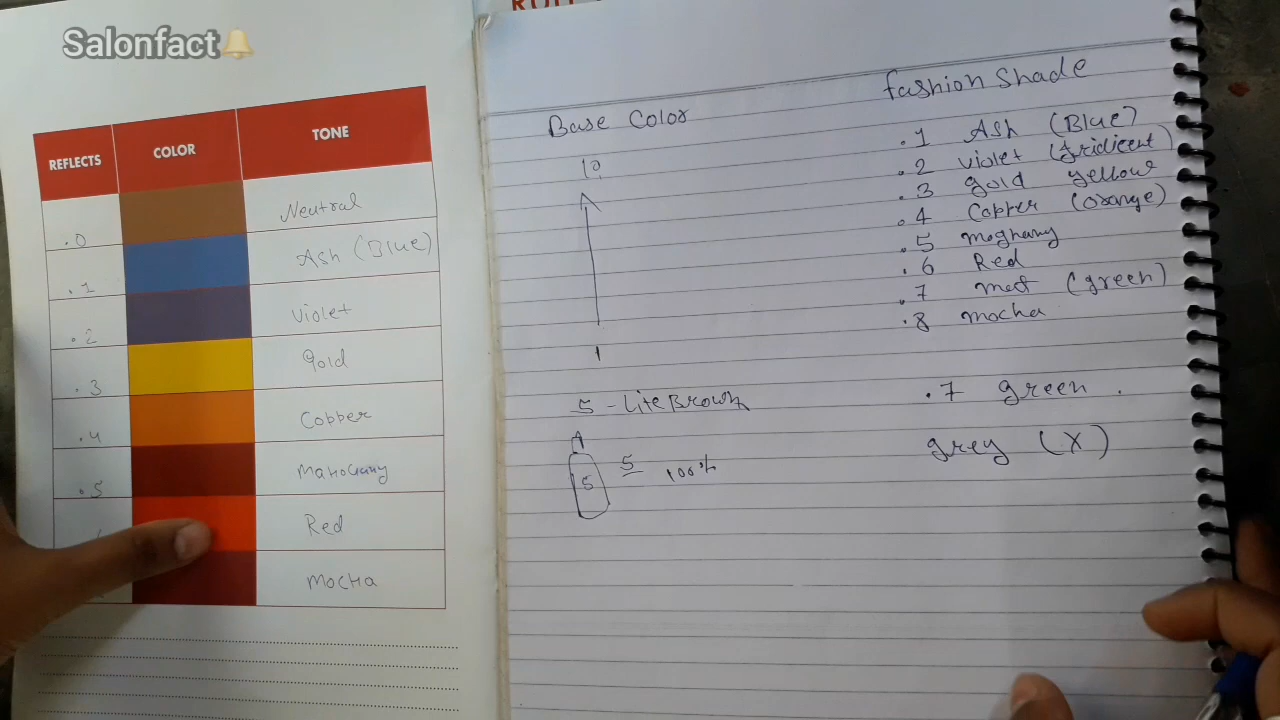 Salonfact
REFLECTS COLOR TONE
.0 Neutral
.1 Ash (Blue)
.2 Violet
.3 Gold
.4 Copper
.5 Mahogany
Red
Mocha
Base Color
10
1
5 - Lite Brown
5
5 100%
fashion Shade
.1 Ash (Blue)
.2 violet
.3 gold yellow
.4 Copper (orange)
.5 moghany
.6 Red
.7 mat (green)
.8 mocha
.7 green .
grey (X)